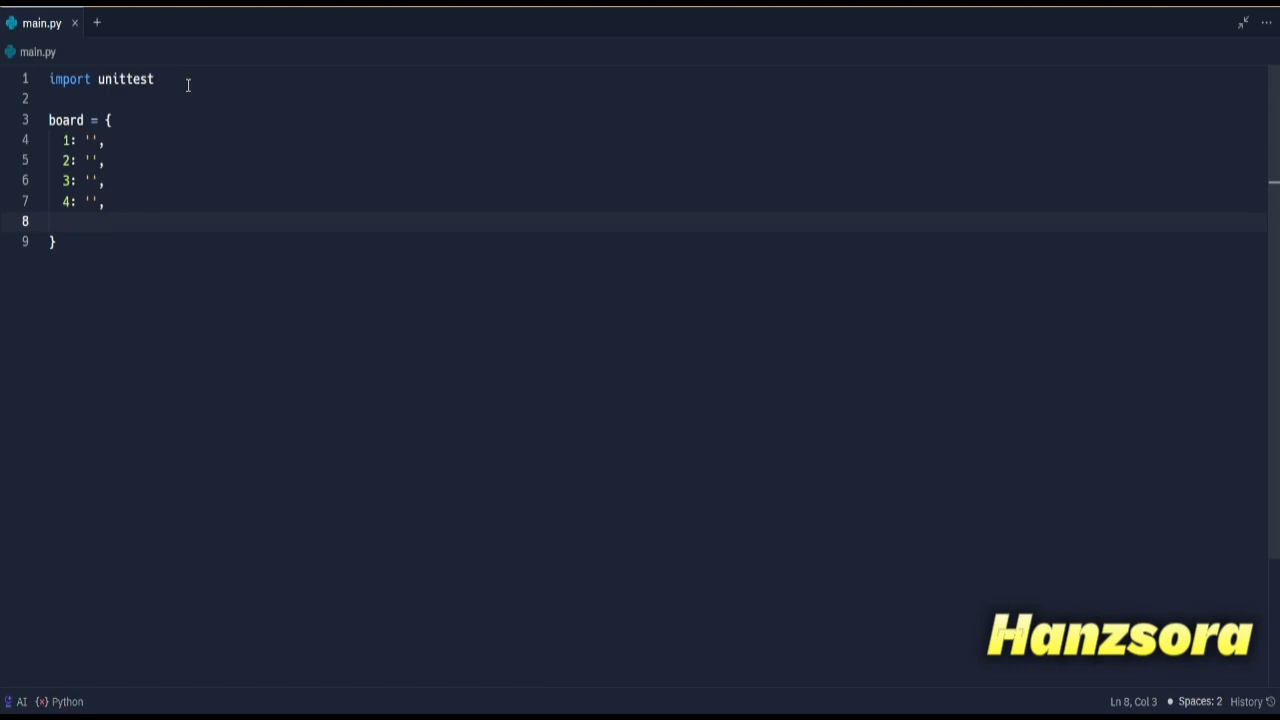 main.py × +
main.py
1 import unittest
2
3 board = {
4 1: '',
5 2: '',
6 3: '',
7 4: '',
8
9 }
Hanzsora
AI {×} Python Ln 8, Col 3 • Spaces: 2 History